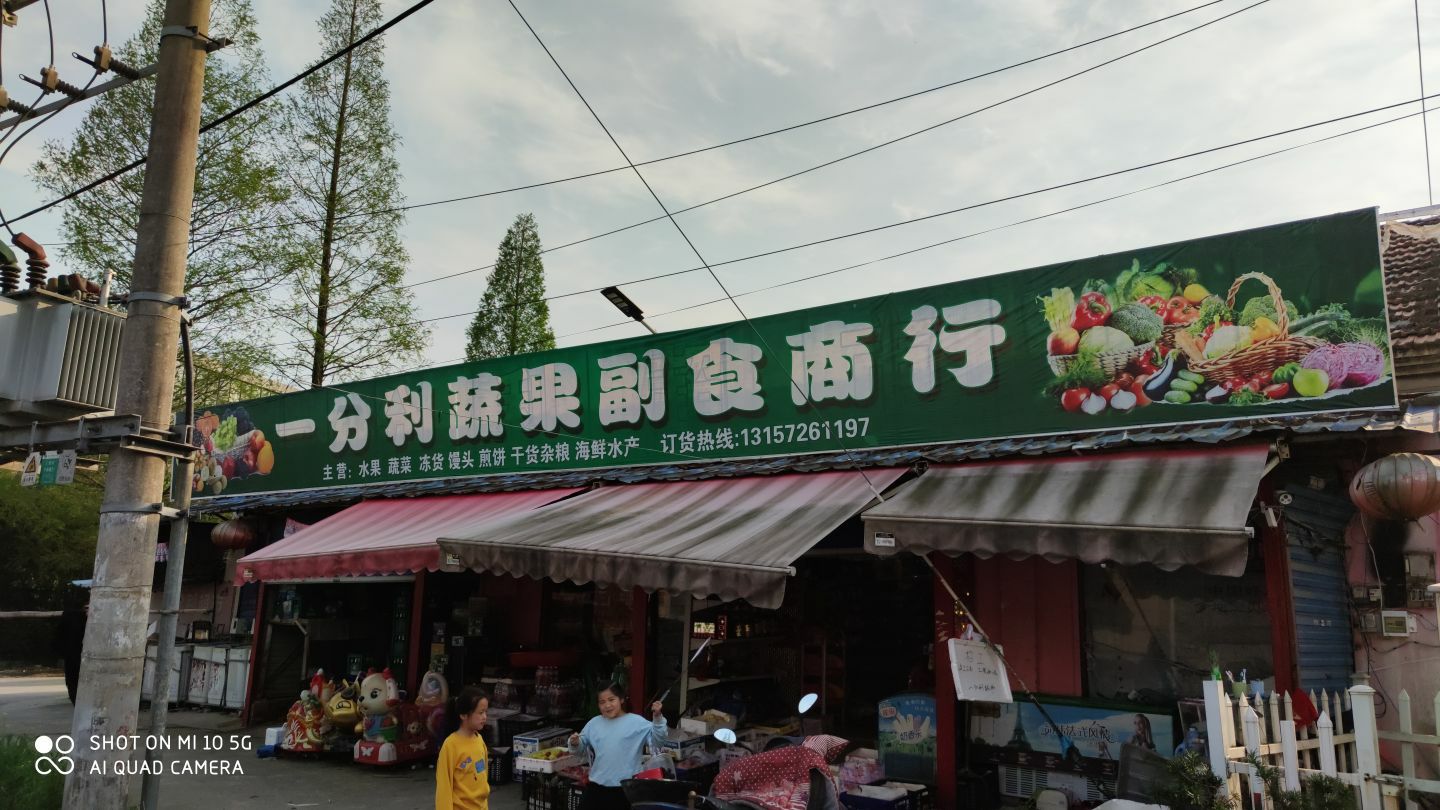 一分利蔬果副食商行
主营: 水果 蔬菜 冻货 馒头 煎饼 干货杂粮 海鲜水产 订货热线:13157261197
SHOT ON MI 10 5G
AI QUAD CAMERA